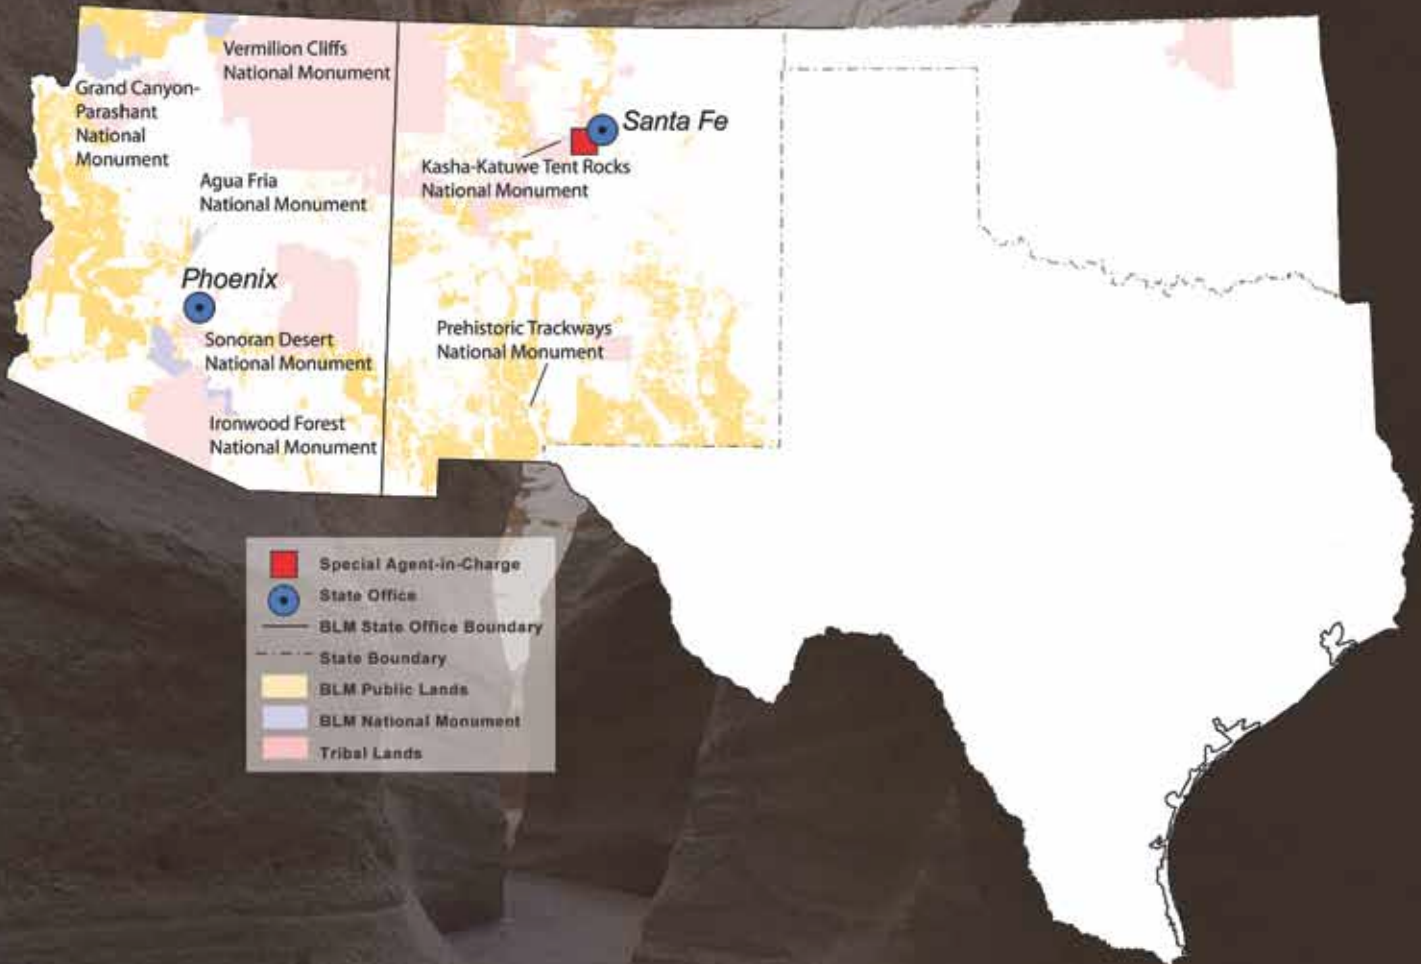 Vermilion Cliffs
National Monument
Grand Canyon-
Parashant
National
Monument
Santa Fe
Kasha-Katuwe Tent Rocks
National Monument
Agua Fria
National Monument
Phoenix
Sonoran Desert
National Monument
Prehistoric Trackways
National Monument
Ironwood Forest
National Monument
Special Agent-in-Charge
State Office
BLM State Office Boundary
State Boundary
BLM Public Lands
BLM National Monument
Tribal Lands